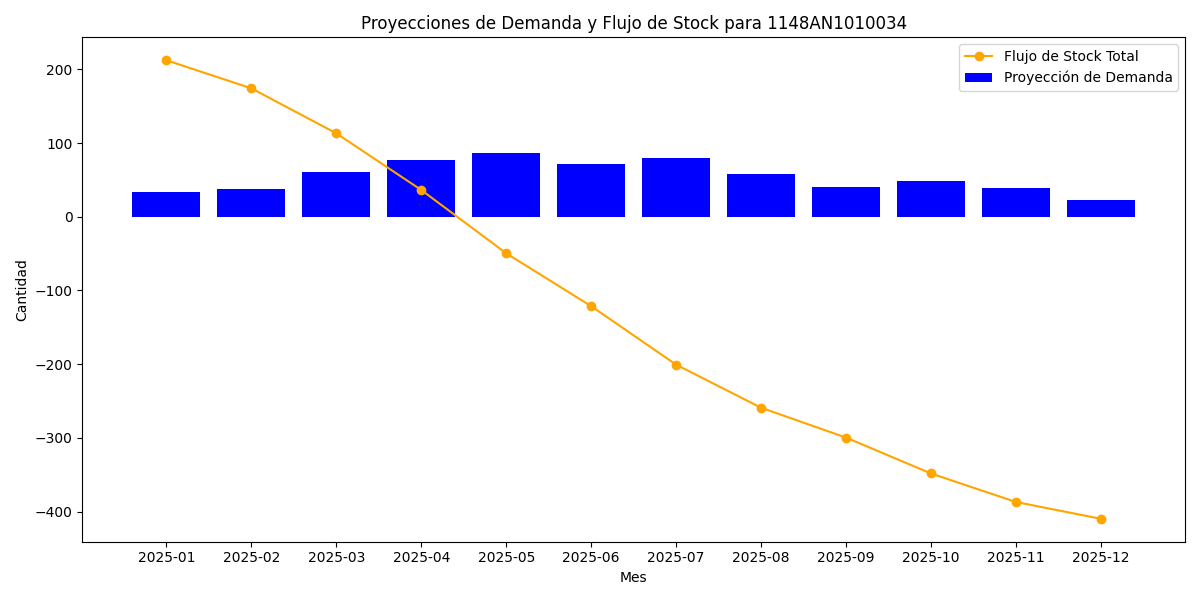 Proyecciones de Demanda y Flujo de Stock para 1148AN1010034
Flujo de Stock Total
Proyección de Demanda
Cantidad
200
100
0
−100
−200
−300
−400
2025-01 2025-02 2025-03 2025-04 2025-05 2025-06 2025-07 2025-08 2025-09 2025-10 2025-11 2025-12
Mes